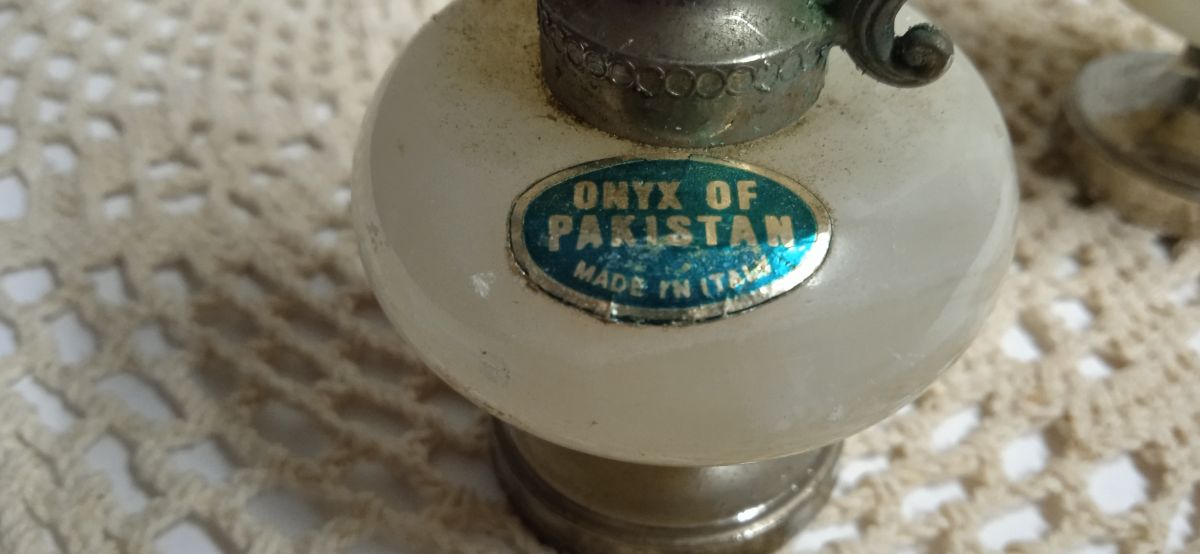 ONYX OF
PAKISTAN
MADE IN ITALY